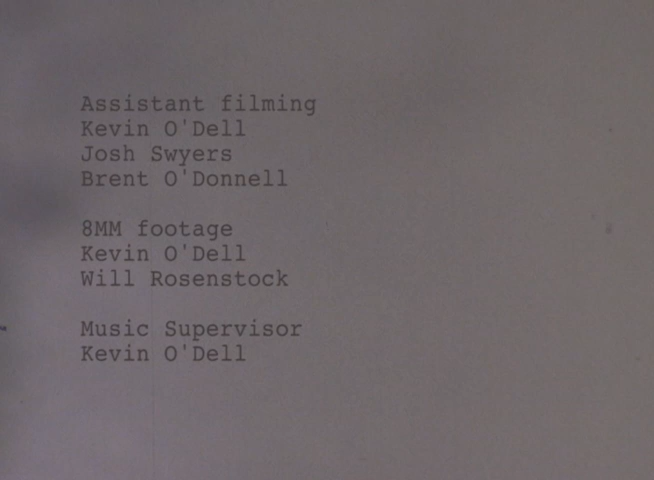 Assistant filming
Kevin O'Dell
Josh Swyers
Brent O'Donnell
8MM footage
Kevin O'Dell
Will Rosenstock
Music Supervisor
Kevin O'Dell